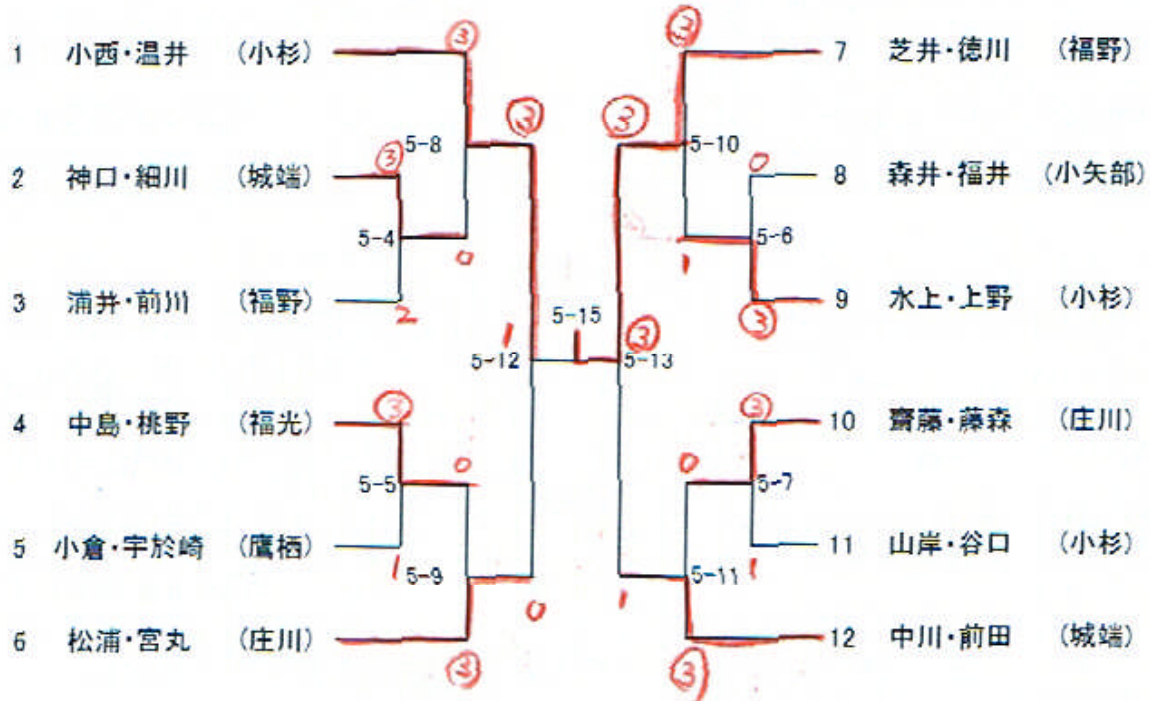 ③ ③
1 小西・温井 (小杉) 7 芝井・徳川 (福野)
③ ③
5-8 5-10
③ 0
2 神口・細川 (城端) 8 森井・福井 (小矢部)
5-4 5-6
0 1
3 浦井・前川 (福野) 9 水上・上野 (小杉)
2 ③
5-15
1 ③
5-12 5-13
③ ③
4 中島・桃野 (福光) 10 齋藤・藤森 (庄川)
0 0
5-5 5-7
5 小倉・宇於崎 (鷹栖) 11 山岸・谷口 (小杉)
1 1
5-9 5-11
0 1
6 松浦・宮丸 (庄川) 12 中川・前田 (城端)
③ ③